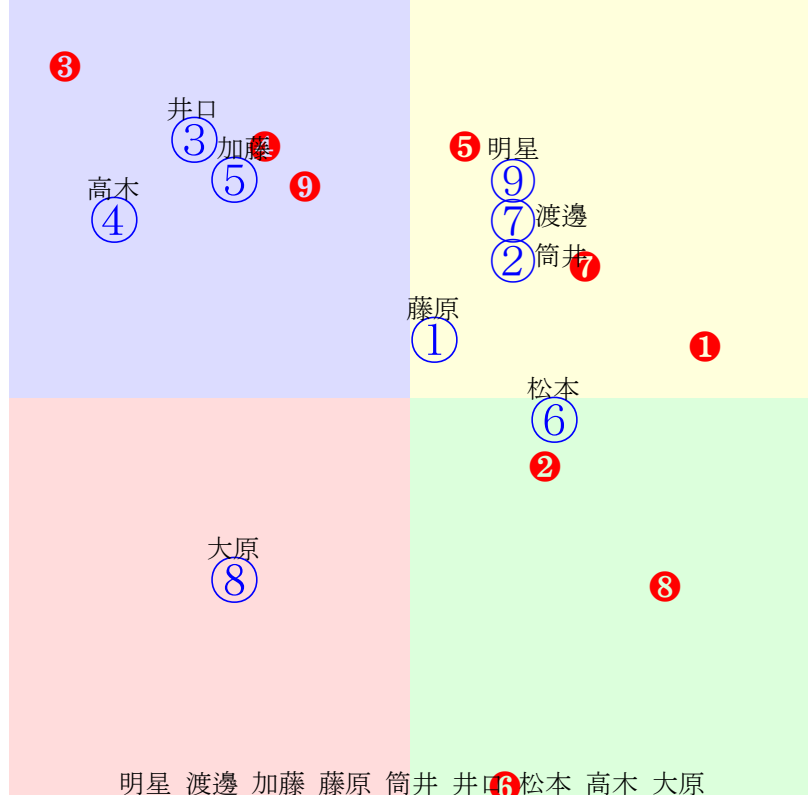 ❸
井口
③
加藤
❹
❺
明星
⑤
⑨
❾
高木
④
⑦
渡邊
②
筒井
❼
藤原
①
❶
松本
⑥
❷
大原
⑧
❽
明星 渡邊 加藤 藤原 筒井 井口 松本 高木 大原
❻